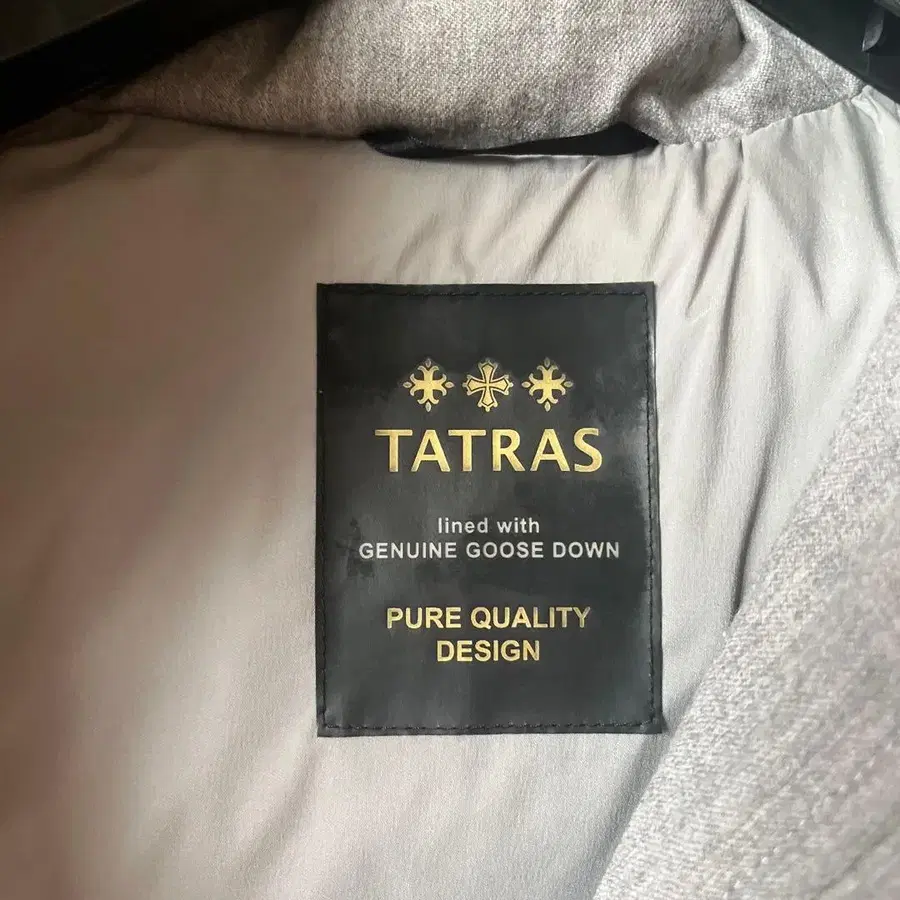 TATRAS
lined with
GENUINE GOOSE DOWN
PURE QUALITY
DESIGN